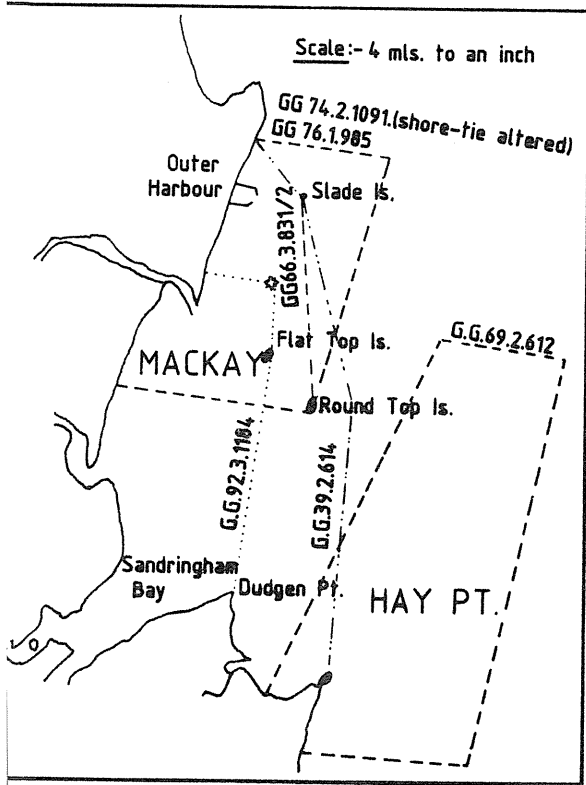 Scale:- 4 mls. to an inch
GG 74.2.1091.(shore-tie altered)
GG 76.1.985
Outer
Harbour
Slade Is.
GG66.3.831/2
G.G.69.2.612
Flat Top Is.
MACKAY
Round Top Is.
G.G.92.3.1184
G.G.39.2.614
Sandringham
Bay
Dudgen Pt.
HAY PT.